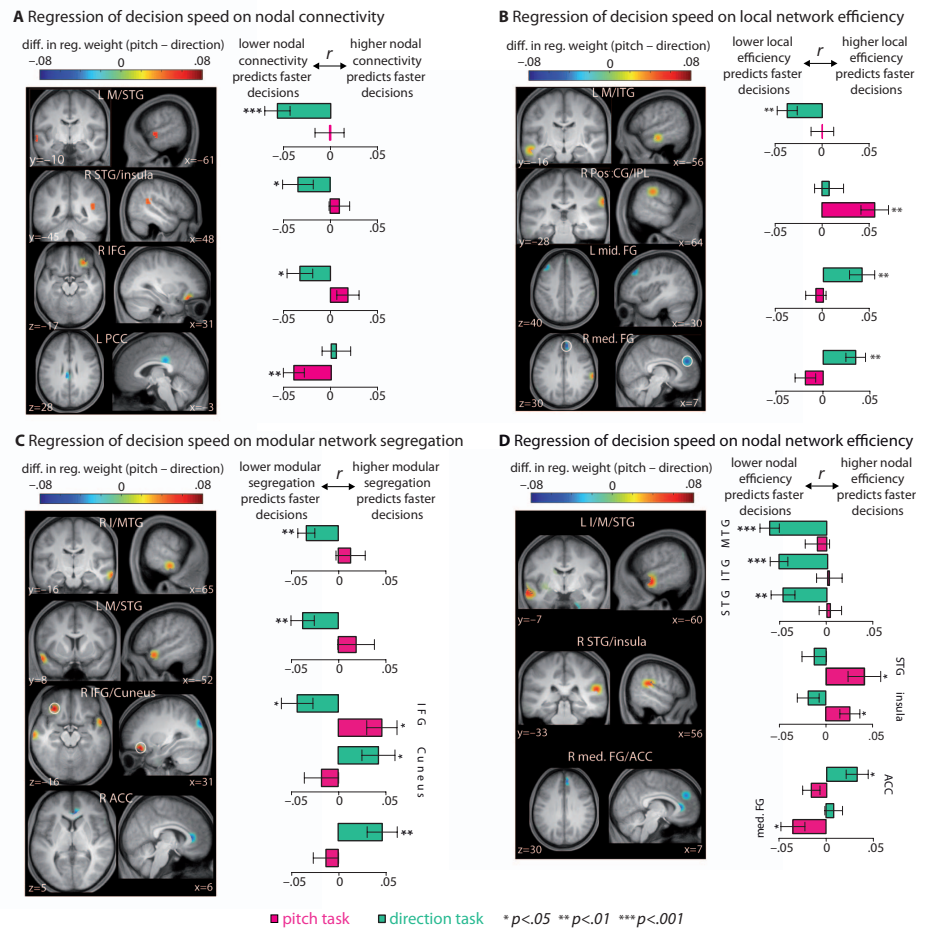 A Regression of decision speed on nodal connectivity
diff. in reg. weight (pitch – direction)
–.08 0 .08
lower nodal connectivity predicts faster decisions
r
higher nodal connectivity predicts faster decisions
L M/STG
y=–10 x=–61
***
–.05 0 .05
R STG/insula
y=–45 x=48
*
–.05 0 .05
R IFG
z=–17 x=31
*
–.05 0 .05
L PCC
z=28 x=–3
**
–.05 0 .05
B Regression of decision speed on local network efficiency
diff. in reg. weight (pitch – direction)
–.08 0 .08
lower local efficiency predicts faster decisions
r
higher local efficiency predicts faster decisions
L M/ITG
y=–16 x=–56
**
–.05 0 .05
R Pos CG/IPL
y=–28 x=64
**
–.05 0 .05
L mid. FG
z=40 x=–30
**
–.05 0 .05
R med. FG
z=30 x=7
**
–.05 0 .05
C Regression of decision speed on modular network segregation
diff. in reg. weight (pitch – direction)
–.08 0 .08
lower modular segregation predicts faster decisions
r
higher modular segregation predicts faster decisions
R I/MTG
y=–16 x=65
**
–.05 0 .05
L M/STG
y=8 x=–52
**
–.05 0 .05
R IFG/Cuneus
z=–16 x=31
IFG
*
*
Cuneus
*
–.05 0 .05
R ACC
z=5 x=6
**
–.05 0 .05
D Regression of decision speed on nodal network efficiency
diff. in reg. weight (pitch – direction)
–.08 0 .08
lower nodal efficiency predicts faster decisions
r
higher nodal efficiency predicts faster decisions
L I/M/STG
y=–7 x=–60
MTG
***
ITG
***
STG
**
–.05 0 .05
R STG/insula
y=–33 x=56
STG
*
insula
*
–.05 0 .05
R med. FG/ACC
z=30 x=7
ACC
*
med. FG
*
–.05 0 .05
pitch task direction task * p<.05 ** p<.01 *** p<.001